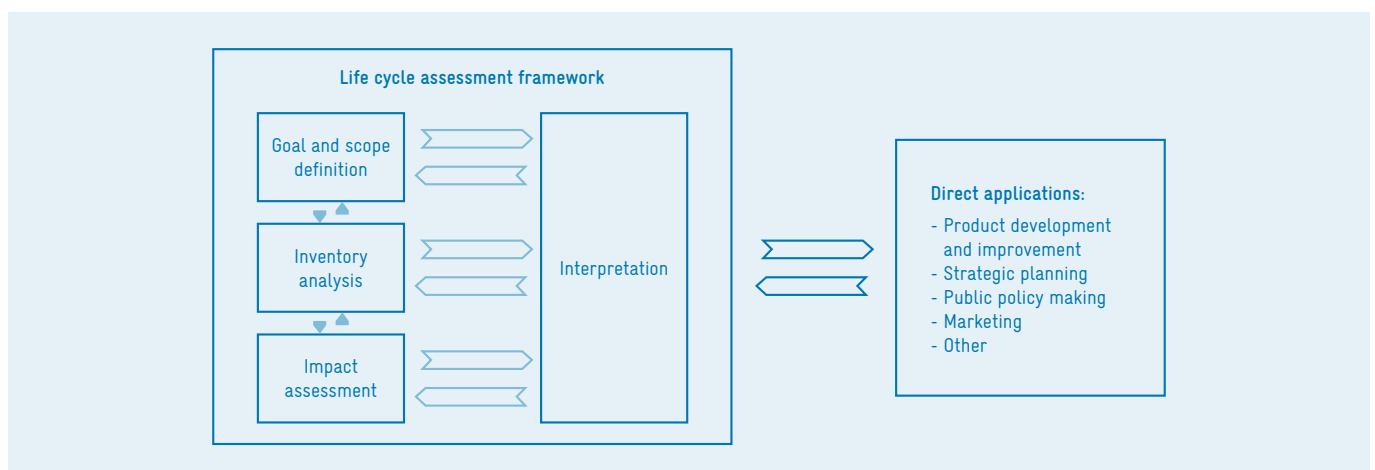 Life cycle assessment framework
Goal and scope
definition
Inventory
analysis
Impact
assessment
Interpretation
Direct applications:
- Product development
and improvement
- Strategic planning
- Public policy making
- Marketing
- Other